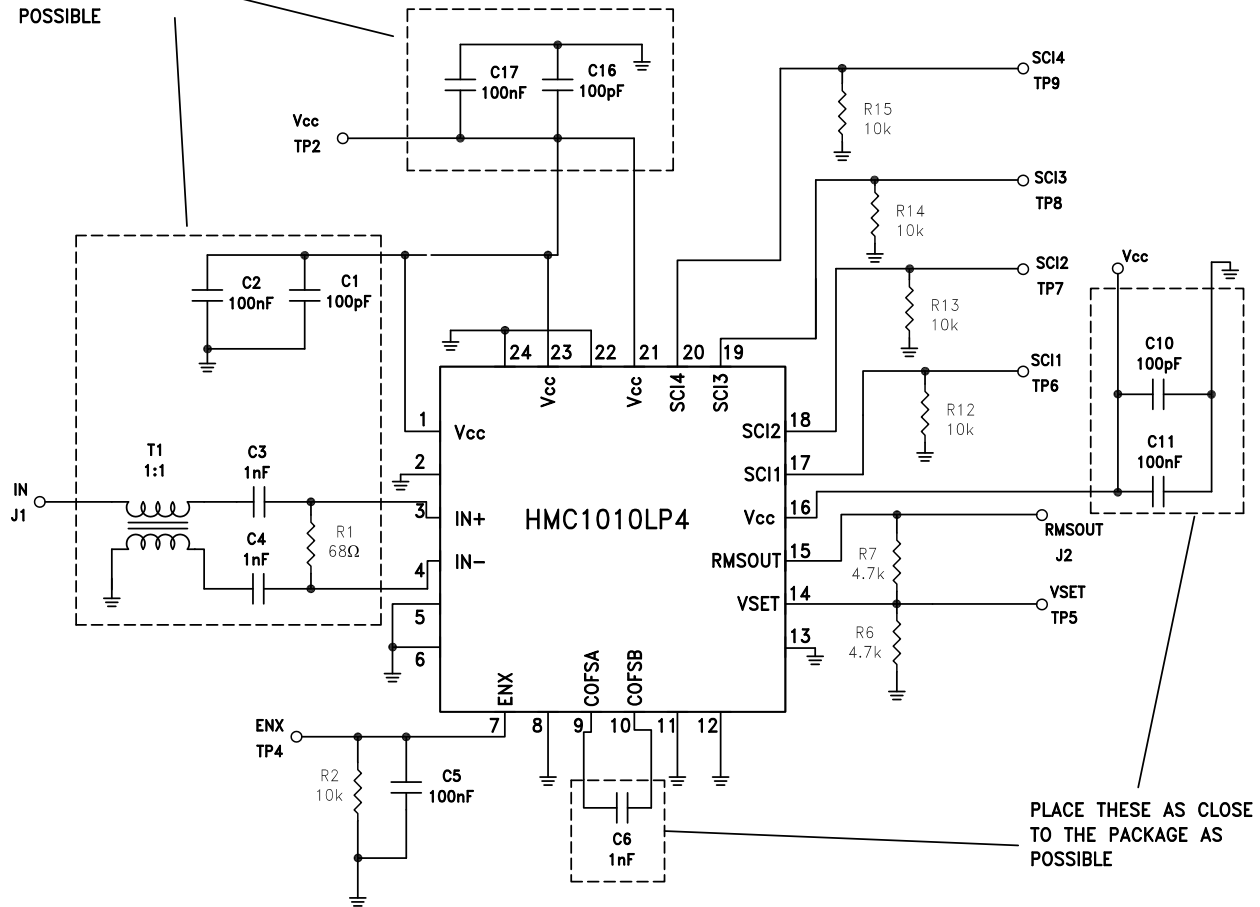 POSSIBLE
C17
100nF
C16
100pF
Vcc
TP2
SCI4
TP9
R15
10k
SCI3
TP8
R14
10k
SCI2
TP7
R13
10k
SCI1
TP6
R12
10k
Vcc
C10
100pF
C11
100nF
C2
100nF
C1
100pF
24
23
22
21
20
19
Vcc
Vcc
SCI4
SCI3
1
Vcc
2
3
IN+
4
IN-
5
6
T1
1:1
C3
1nF
C4
1nF
R1
68Ω
IN
J1
HMC1010LP4
SCI2
18
SCI1
17
Vcc
16
RMSOUT
15
VSET
14
13
RMSOUT
J2
R7
4.7k
VSET
TP5
R6
4.7k
ENX
COFSA
COFSB
7
8
9
10
11
12
ENX
TP4
R2
10k
C5
100nF
C6
1nF
PLACE THESE AS CLOSE
TO THE PACKAGE AS
POSSIBLE